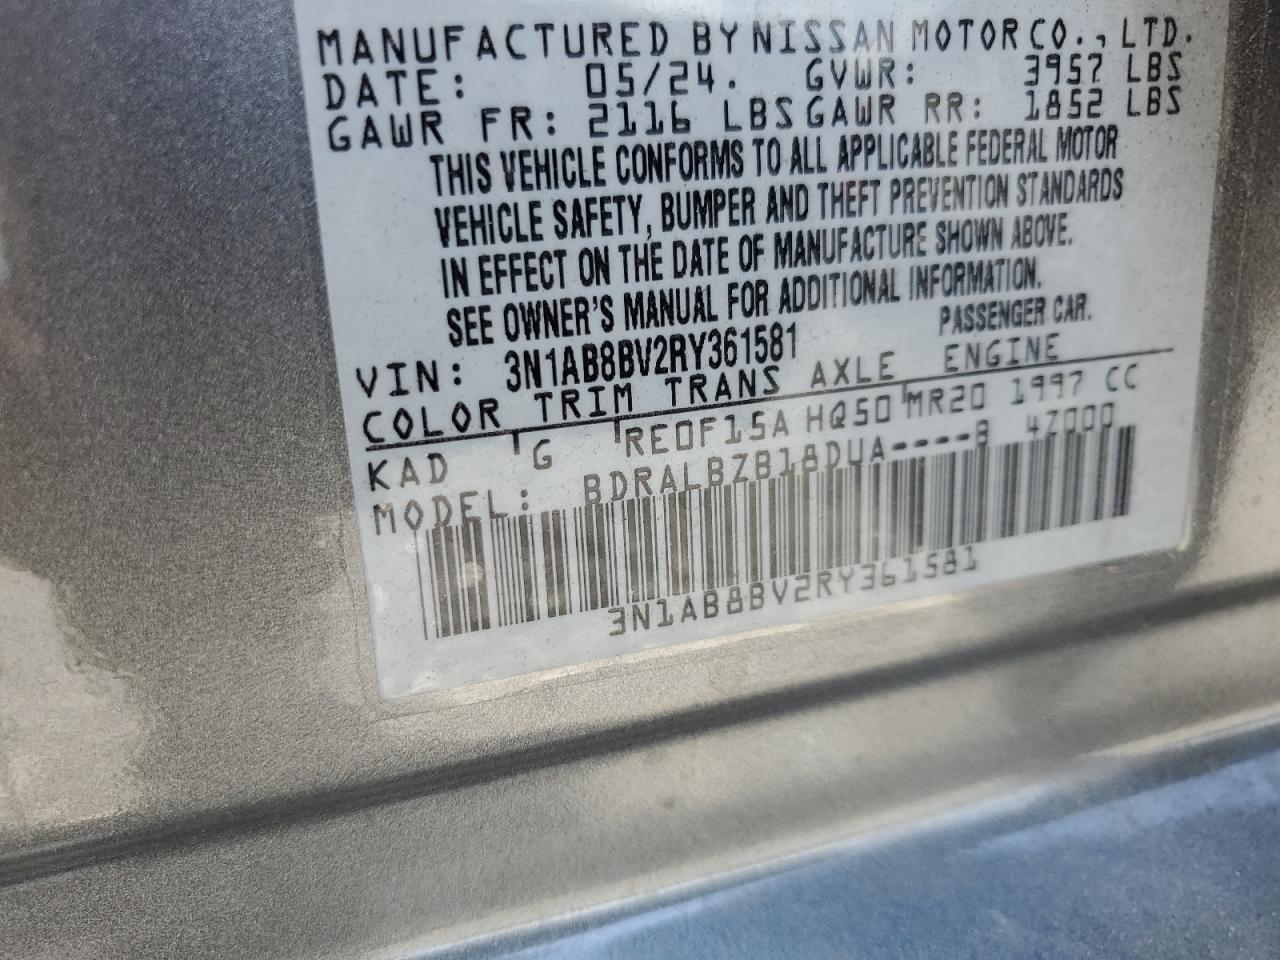 MANUFACTURED BY NISSAN MOTOR CO., LTD.
DATE: 05/24. GVWR: 3957 LBS
GAWR FR: 2116 LBS GAWR RR: 1852 LBS
THIS VEHICLE CONFORMS TO ALL APPLICABLE FEDERAL MOTOR
VEHICLE SAFETY, BUMPER AND THEFT PREVENTION STANDARDS
IN EFFECT ON THE DATE OF MANUFACTURE SHOWN ABOVE.
SEE OWNER'S MANUAL FOR ADDITIONAL INFORMATION.
VIN: 3N1AB8BV2RY361581 PASSENGER CAR.
COLOR TRIM TRANS AXLE ENGINE
KAD G RE0F15A HQ50 MR20 1997 CC
MODEL: BDRALBZB18DUA----B 47000
3N1AB8BV2RY361581